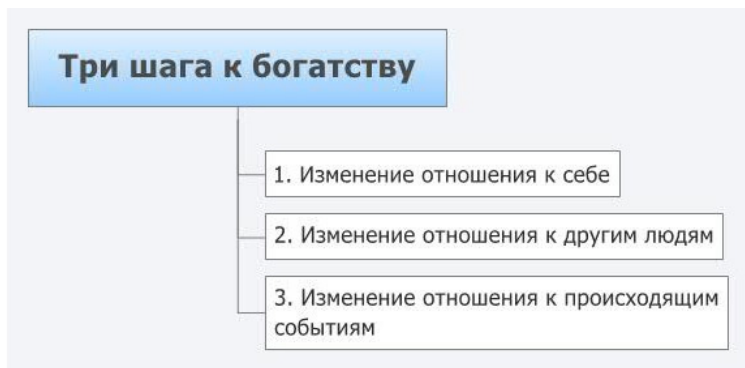 Три шага к богатству
1. Изменение отношения к себе
2. Изменение отношения к другим людям
3. Изменение отношения к происходящим
событиям